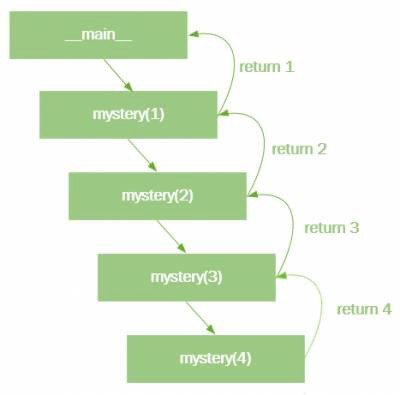 __main__
return 1
mystery(1)
return 2
mystery(2)
return 3
mystery(3)
return 4
mystery(4)